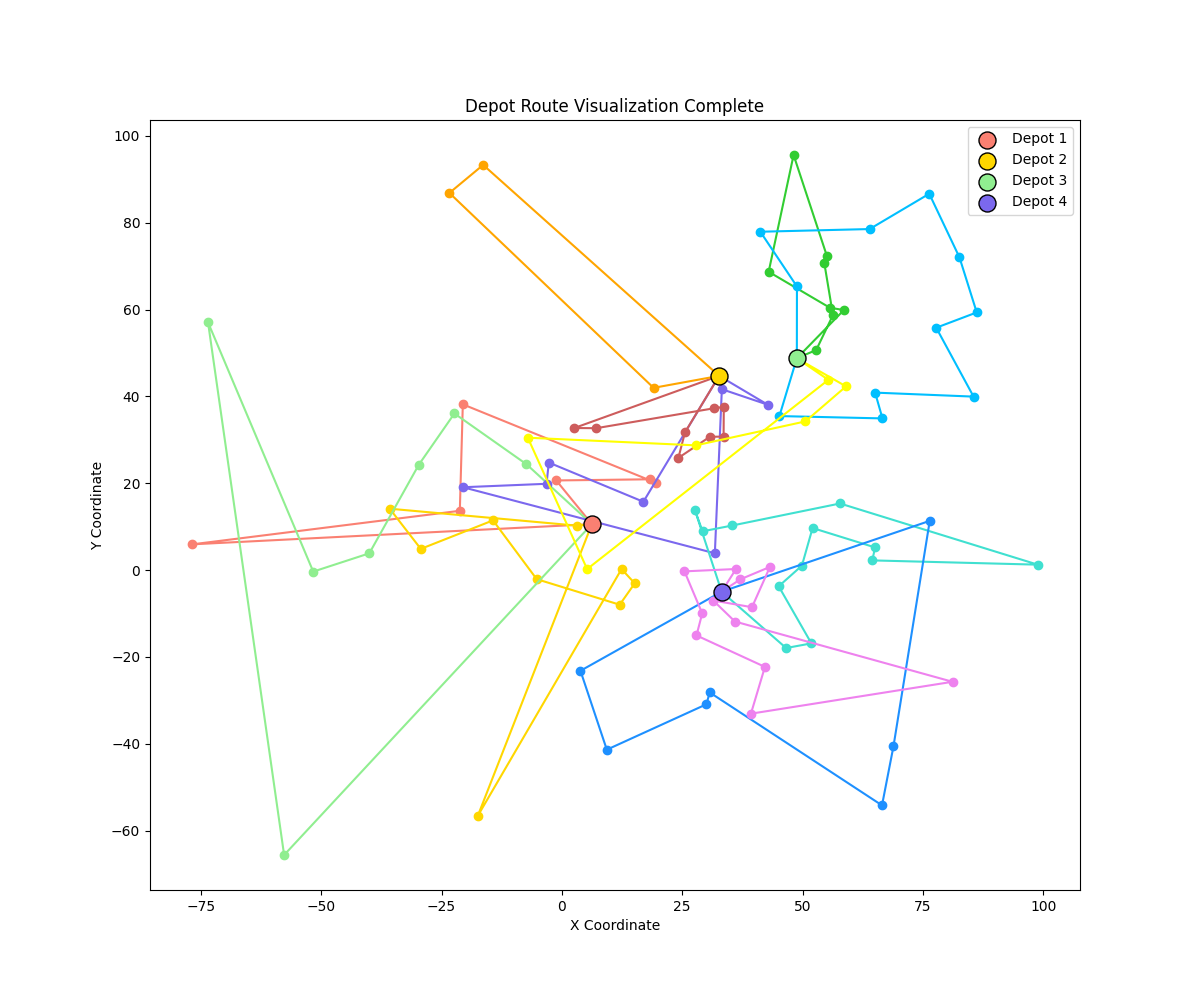 Depot Route Visualization Complete
Depot 1
Depot 2
Depot 3
Depot 4
Y Coordinate
100
80
60
40
20
0
−20
−40
−60
−75
−50
−25
0
25
50
75
100
X Coordinate